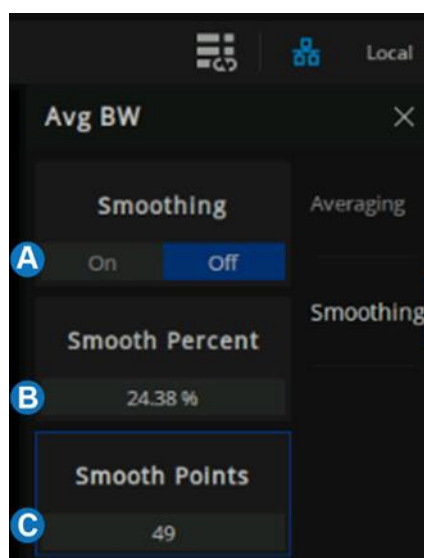 Local
Avg BW
Smoothing
Averaging
A
On Off
Smoothing
Smooth Percent
B
24.38 %
Smooth Points
C
49